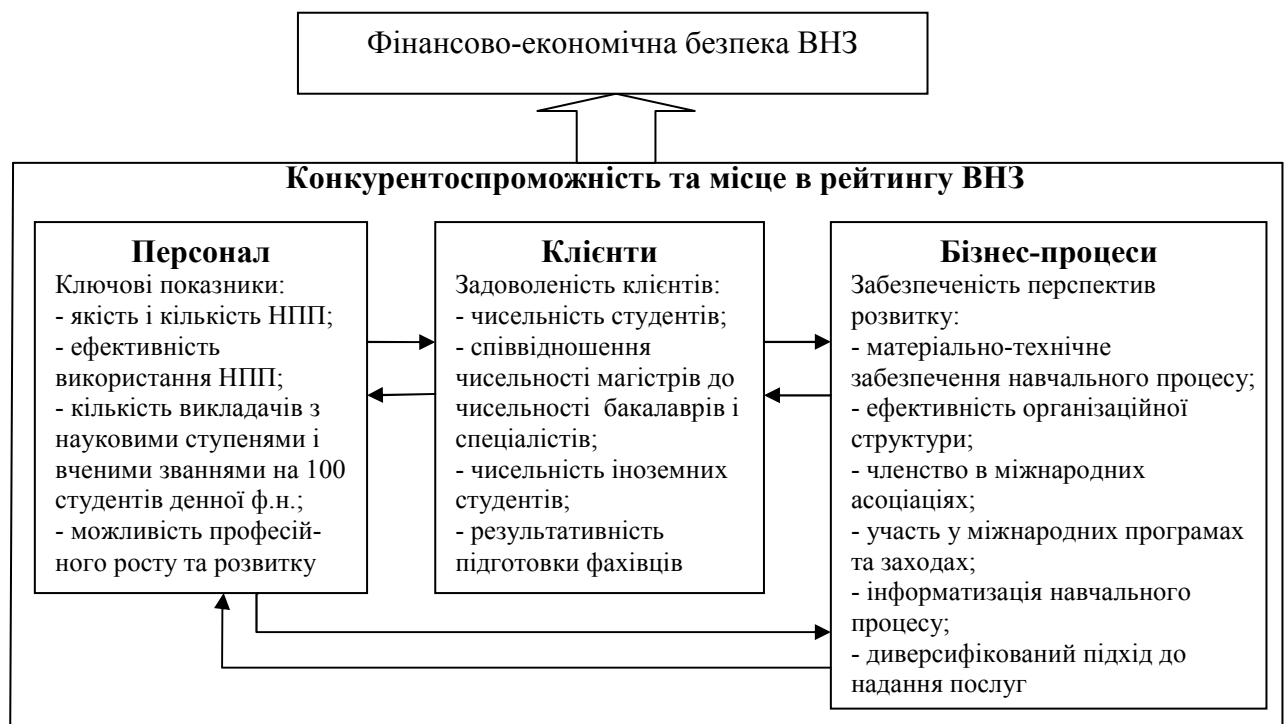 Фінансово-економічна безпека ВНЗ
Конкурентоспроможність та місце в рейтингу ВНЗ
Персонал
Ключові показники:
- якість і кількість НПП;
- ефективність
використання НПП;
- кількість викладачів з
науковими ступенями і
вченими званнями на 100
студентів денної ф.н.;
- можливість професій-
ного росту та розвитку
Клієнти
Задоволеність клієнтів:
- чисельність студентів;
- співвідношення
чисельності магістрів до
чисельності бакалаврів і
спеціалістів;
- чисельність іноземних
студентів;
- результативність
підготовки фахівців
Бізнес-процеси
Забезпеченість перспектив
розвитку:
- матеріально-технічне
забезпечення навчального процесу;
- ефективність організаційної
структури;
- членство в міжнародних
асоціаціях;
- участь у міжнародних програмах
та заходах;
- інформатизація навчального
процесу;
- диверсифікований підхід до
надання послуг